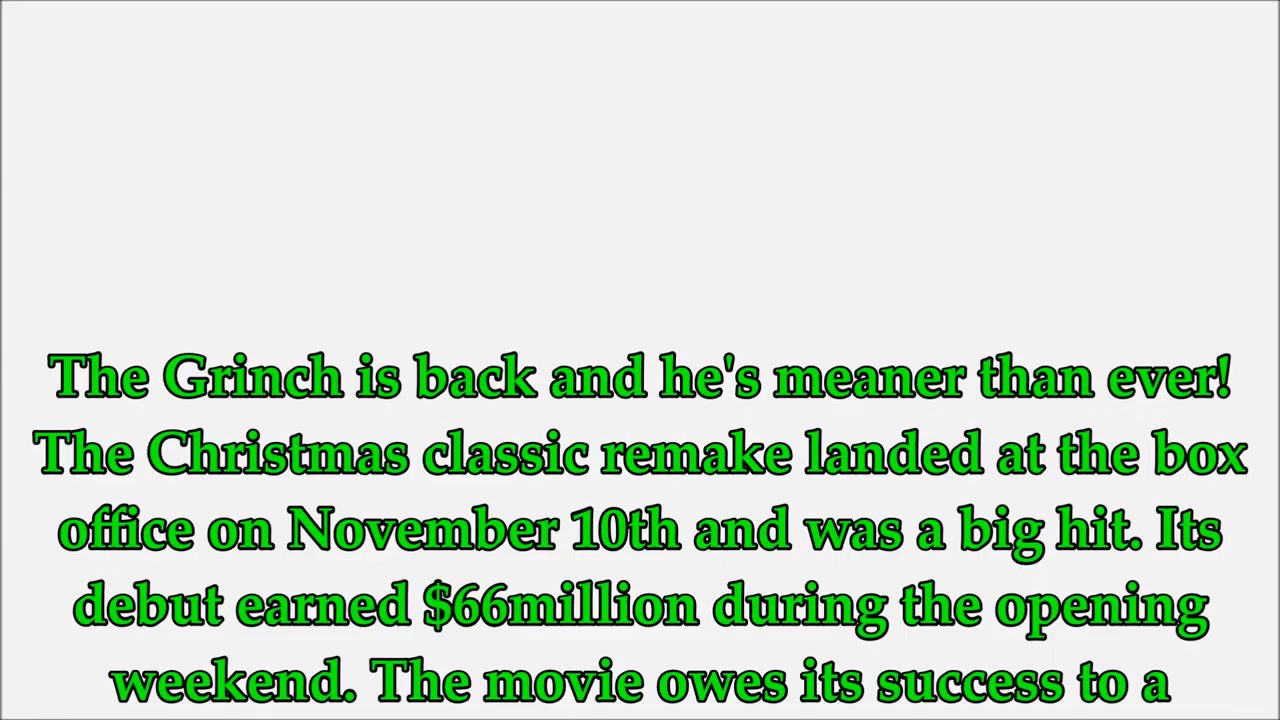 The Grinch is back and he's meaner than ever!
The Christmas classic remake landed at the box
office on November 10th and was a big hit. Its
debut earned $66million during the opening
weekend. The movie owes its success to a